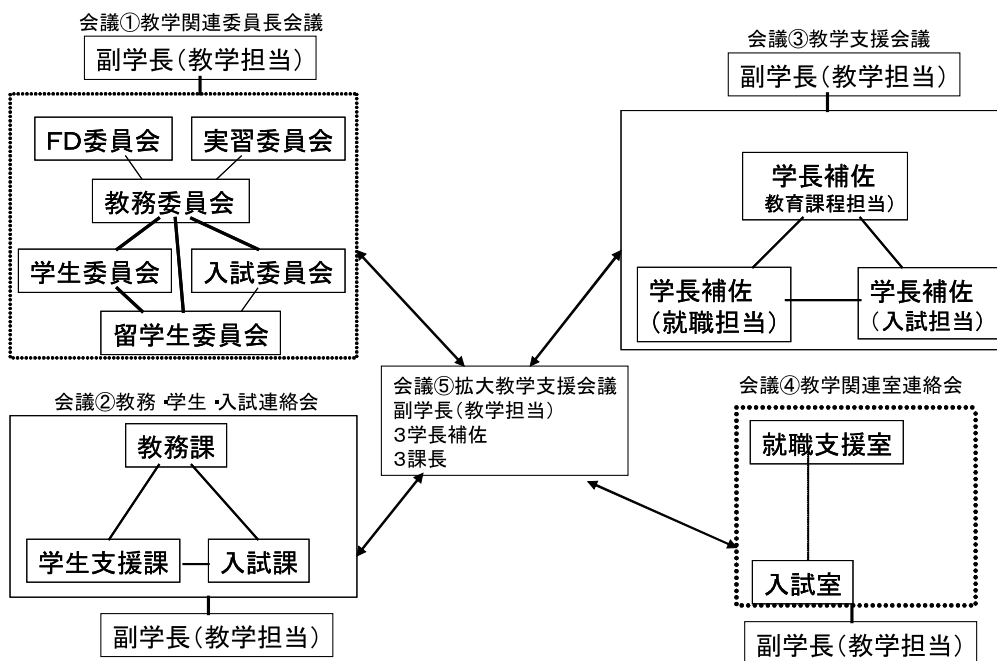 会議①教学関連委員長会議
副学長(教学担当)
FD委員会
実習委員会
教務委員会
学生委員会
入試委員会
留学生委員会
会議③教学支援会議
副学長(教学担当)
学長補佐
教育課程担当)
学長補佐
(就職担当)
学長補佐
(入試担当)
会議⑤拡大教学支援会議
副学長(教学担当)
3学長補佐
3課長
会議②教務・学生・入試連絡会
教務課
学生支援課
入試課
副学長(教学担当)
会議④教学関連室連絡会
就職支援室
入試室
副学長(教学担当)